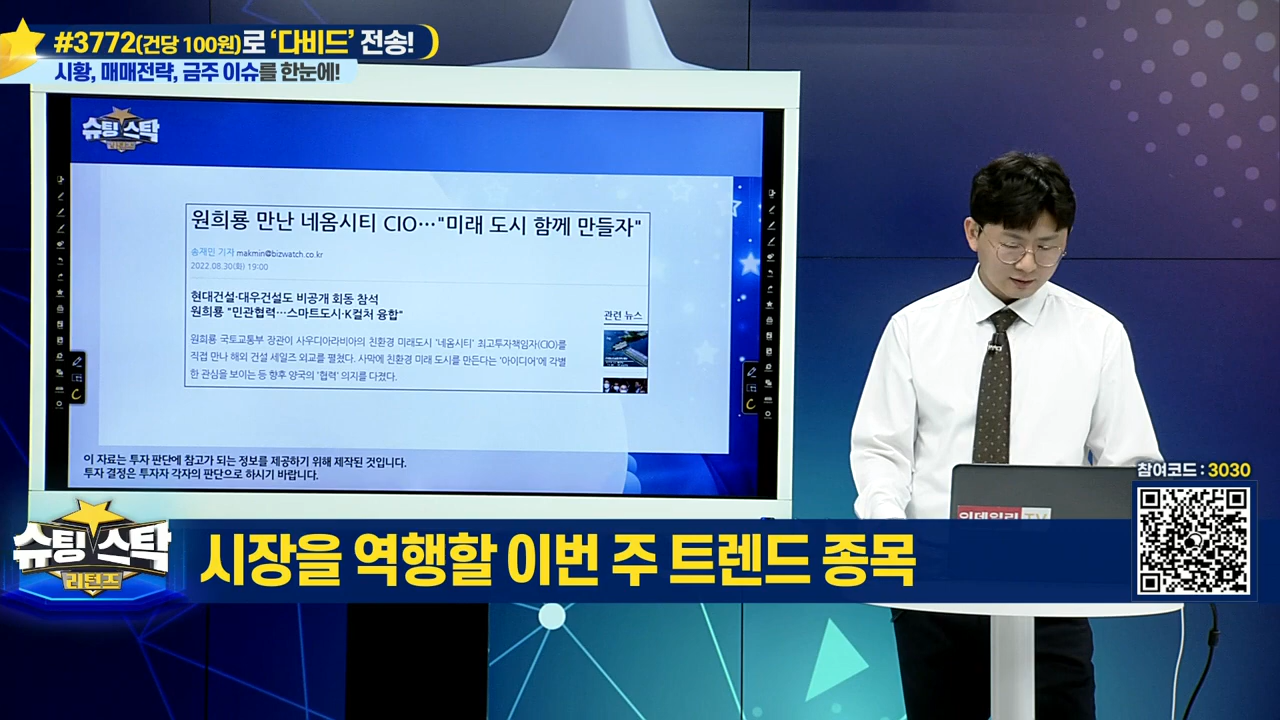 #3772(건당 100원)로 ‘다비드’ 전송!
시황, 매매전략, 금주 이슈를 한눈에!
슈팅 스탁
리턴즈
원희룡 만난 네옴시티 CIO…"미래 도시 함께 만들자"
송재민 기자 makmin@bizwatch.co.kr
2022.08.30(화) 19:00
현대건설·대우건설도 비공개 회동 참석
원희룡 "민관협력…스마트도시·K컬처 융합"
관련 뉴스
원희룡 국토교통부 장관이 사우디아라비아의 친환경 미래도시 '네옴시티' 최고투자책임자(CIO)를
직접 만나 해외 건설 세일즈 외교를 펼쳤다. 사막에 친환경 미래 도시를 만든다는 '아이디어'에 각별
한 관심을 보이는 등 향후 양국의 '협력' 의지를 다졌다.
이 자료는 투자 판단에 참고가 되는 정보를 제공하기 위해 제작된 것입니다.
투자 결정은 투자자 각자의 판단으로 하시기 바랍니다.
참여코드 : 3030
이데일리 TV
슈팅 스탁
리턴즈
시장을 역행할 이번 주 트렌드 종목